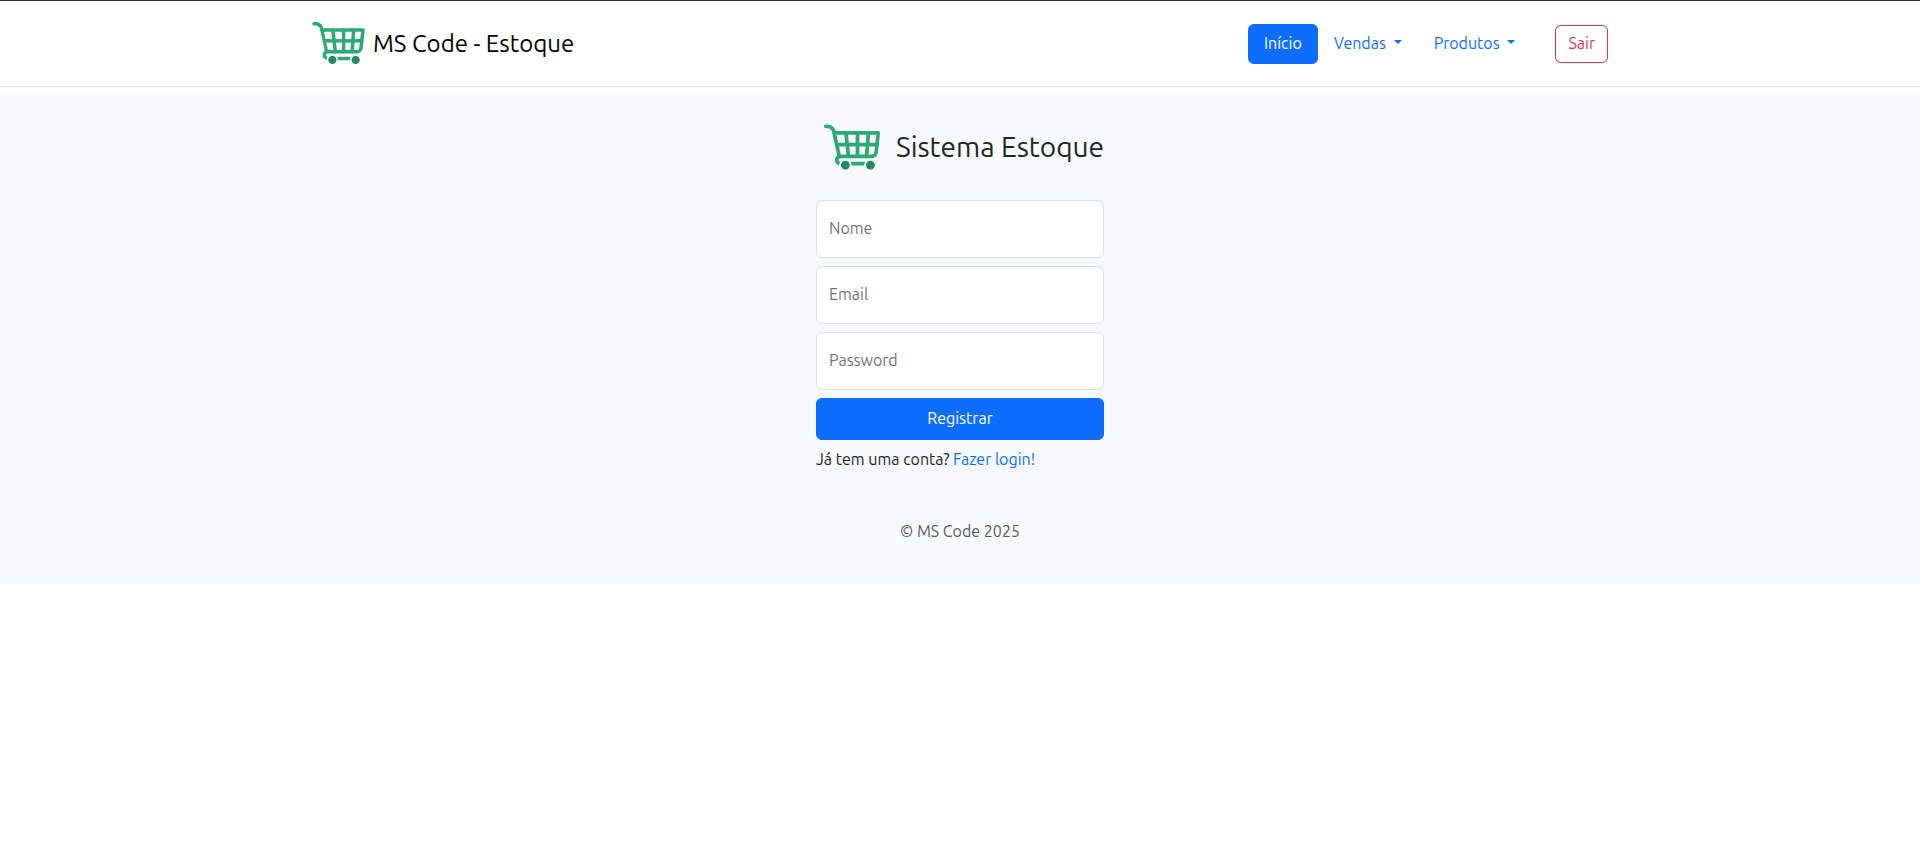 MS Code - Estoque
Início Vendas Produtos Sair
Sistema Estoque
Nome
Email
Password
Registrar
Já tem uma conta? Fazer login!
© MS Code 2025